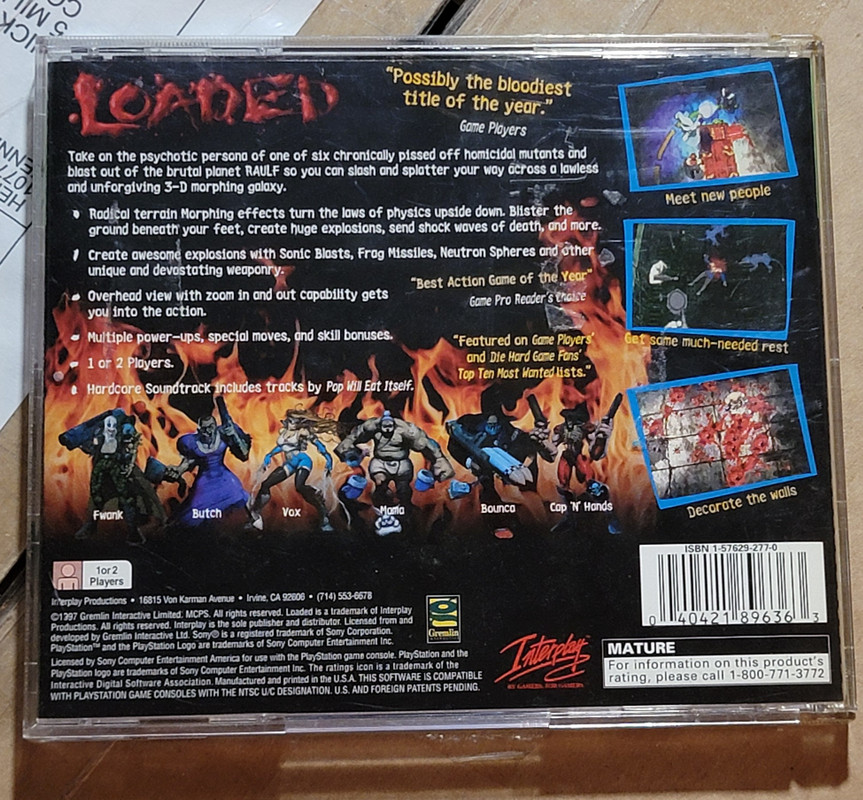 LOADED
"Possibly the bloodiest
title of the year."
Game Players
Take on the psychotic persona of one of six chronically pissed off homicidal mutants and
blast out of the brutal planet RAULF so you can slash and splatter your way across a lawless
and unforgiving 3-D morphing galaxy.
Radical terrain Morphing effects turn the laws of physics upside down. Blister the
ground beneath your feet, create huge explosions, send shock waves of death, and more.
Create awesome explosions with Sonic Blasts, Frag Missiles, Neutron Spheres and other
unique and devastating weaponry.
Overhead view with zoom in and out capability gets
you into the action.
Multiple power-ups, special moves, and skill bonuses.
1 or 2 Players.
Hardcore Soundtrack includes tracks by Pop Will Eat Itself.
"Best Action Game of the Year"
Game Pro Reader's Choice
"Featured on Game Players'
and Die Hard Game Fans'
Top Ten Most Wanted lists."
Meet new people
Get some much-needed rest
Decorate the walls
Fwank
Butch
Vox
Mama
Bounca
Cap 'N' Hands
1 or 2
Players
Interplay Productions • 16815 Von Karman Avenue • Irvine, CA 92606 • (714) 553-6678
©1997 Gremlin Interactive Limited. MCPS. All rights reserved. Loaded is a trademark of Interplay
Productions. All rights reserved. Interplay is the sole publisher and distributor. Licensed from and
developed by Gremlin Interactive Ltd. Sony® is a registered trademark of Sony Corporation.
PlayStation™ and the PlayStation Logo are trademarks of Sony Computer Entertainment Inc.
Licensed by Sony Computer Entertainment America for use with the PlayStation game console. PlayStation and the
PlayStation logo are trademarks of Sony Computer Entertainment Inc. The ratings icon is a trademark of the
Interactive Digital Software Association. Manufactured and printed in the U.S.A. THIS SOFTWARE IS COMPATIBLE
WITH PLAYSTATION GAME CONSOLES WITH THE NTSC U/C DESIGNATION. U.S. AND FOREIGN PATENTS PENDING.
Gremlin
Interplay
BY GAMERS. FOR GAMERS.
ISBN 1-57629-277-0
0 40421 89636 3
MATURE
For information on this product's
rating, please call 1-800-771-3772